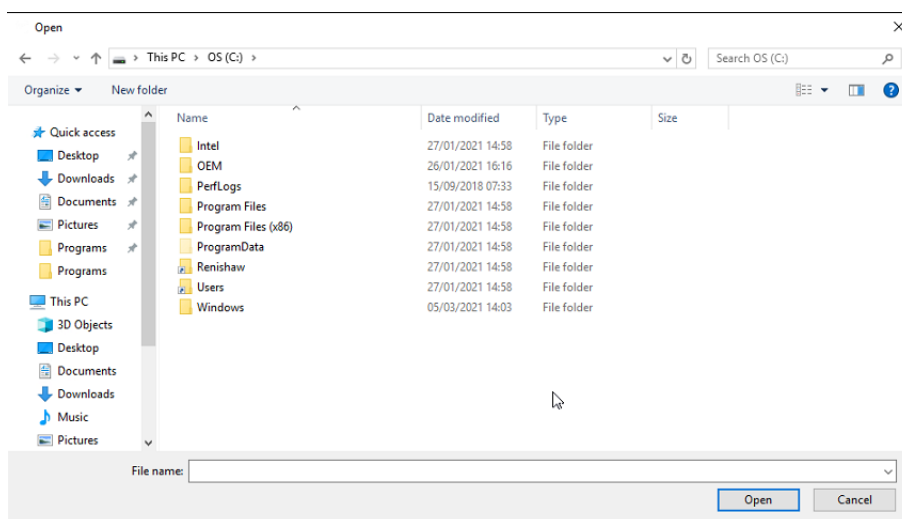 Open
This PC > OS (C:) >
Search OS (C:)
Organize
New folder
Quick access
Desktop
Downloads
Documents
Pictures
Programs
Programs
This PC
3D Objects
Desktop
Documents
Downloads
Music
Pictures
Name Date modified Type Size
Intel 27/01/2021 14:58 File folder
OEM 26/01/2021 16:16 File folder
PerfLogs 15/09/2018 07:33 File folder
Program Files 27/01/2021 14:58 File folder
Program Files (x86) 27/01/2021 14:58 File folder
ProgramData 27/01/2021 14:58 File folder
Renishaw 27/01/2021 14:58 File folder
Users 27/01/2021 14:58 File folder
Windows 05/03/2021 14:03 File folder
File name:
Open
Cancel